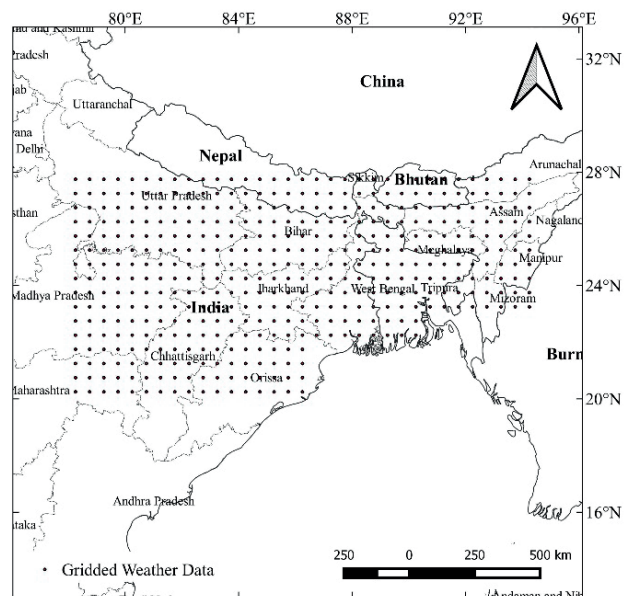 80°E 84°E 88°E 92°E 96°E
Pradesh
32°N
China
Uttaranchal
Delhi
Nepal
Arunachal
Sikkim
Bhutan
28°N
Uttar Pradesh
Assam
sthan
Nagaland
Bihar
Meghalaya
Manipur
24°N
Madhya Pradesh
Jharkhand
West Bengal
Tripura
Mizoram
India
Chhattisgarh
Burn
Orissa
Maharashtra
20°N
Andhra Pradesh
16°N
ataka
250 0 250 500 km
Gridded Weather Data